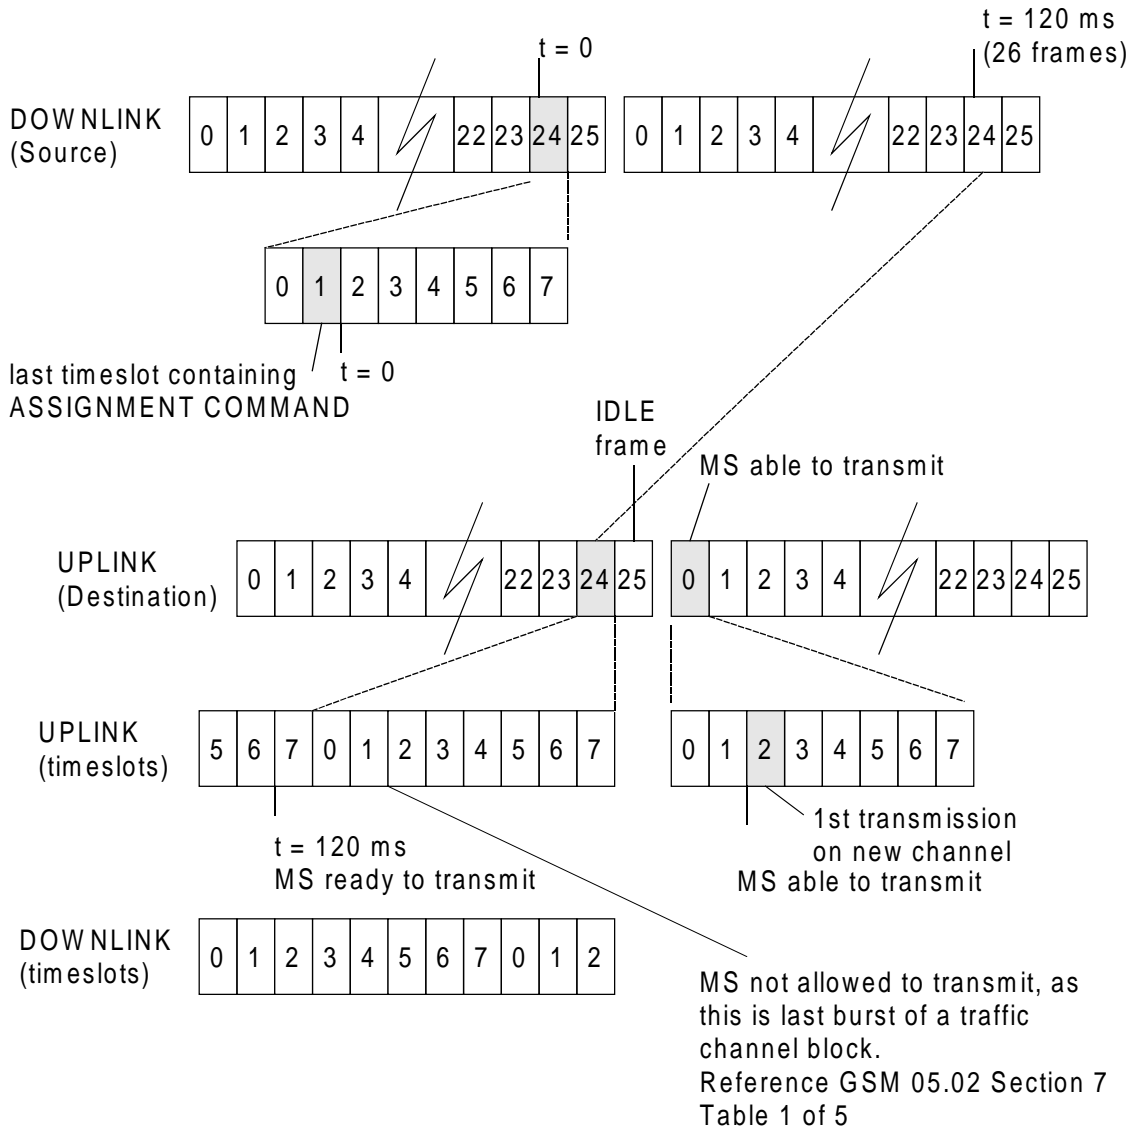 t = 120 ms
(26 frames)
t = 0
DOWNLINK
(Source)
0 1 2 3 4 22 23 24 25 0 1 2 3 4 22 23 24 25
0 1 2 3 4 5 6 7
last timeslot containing
ASSIGNMENT COMMAND
t = 0
IDLE
frame
MS able to transmit
UPLINK
(Destination)
0 1 2 3 4 22 23 24 25 0 1 2 3 4 22 23 24 25
UPLINK
(timeslots)
5 6 7 0 1 2 3 4 5 6 7 0 1 2 3 4 5 6 7
t = 120 ms
MS ready to transmit
1st transmission
on new channel
MS able to transmit
DOWNLINK
(timeslots)
0 1 2 3 4 5 6 7 0 1 2
MS not allowed to transmit, as
this is last burst of a traffic
channel block.
Reference GSM 05.02 Section 7
Table 1 of 5